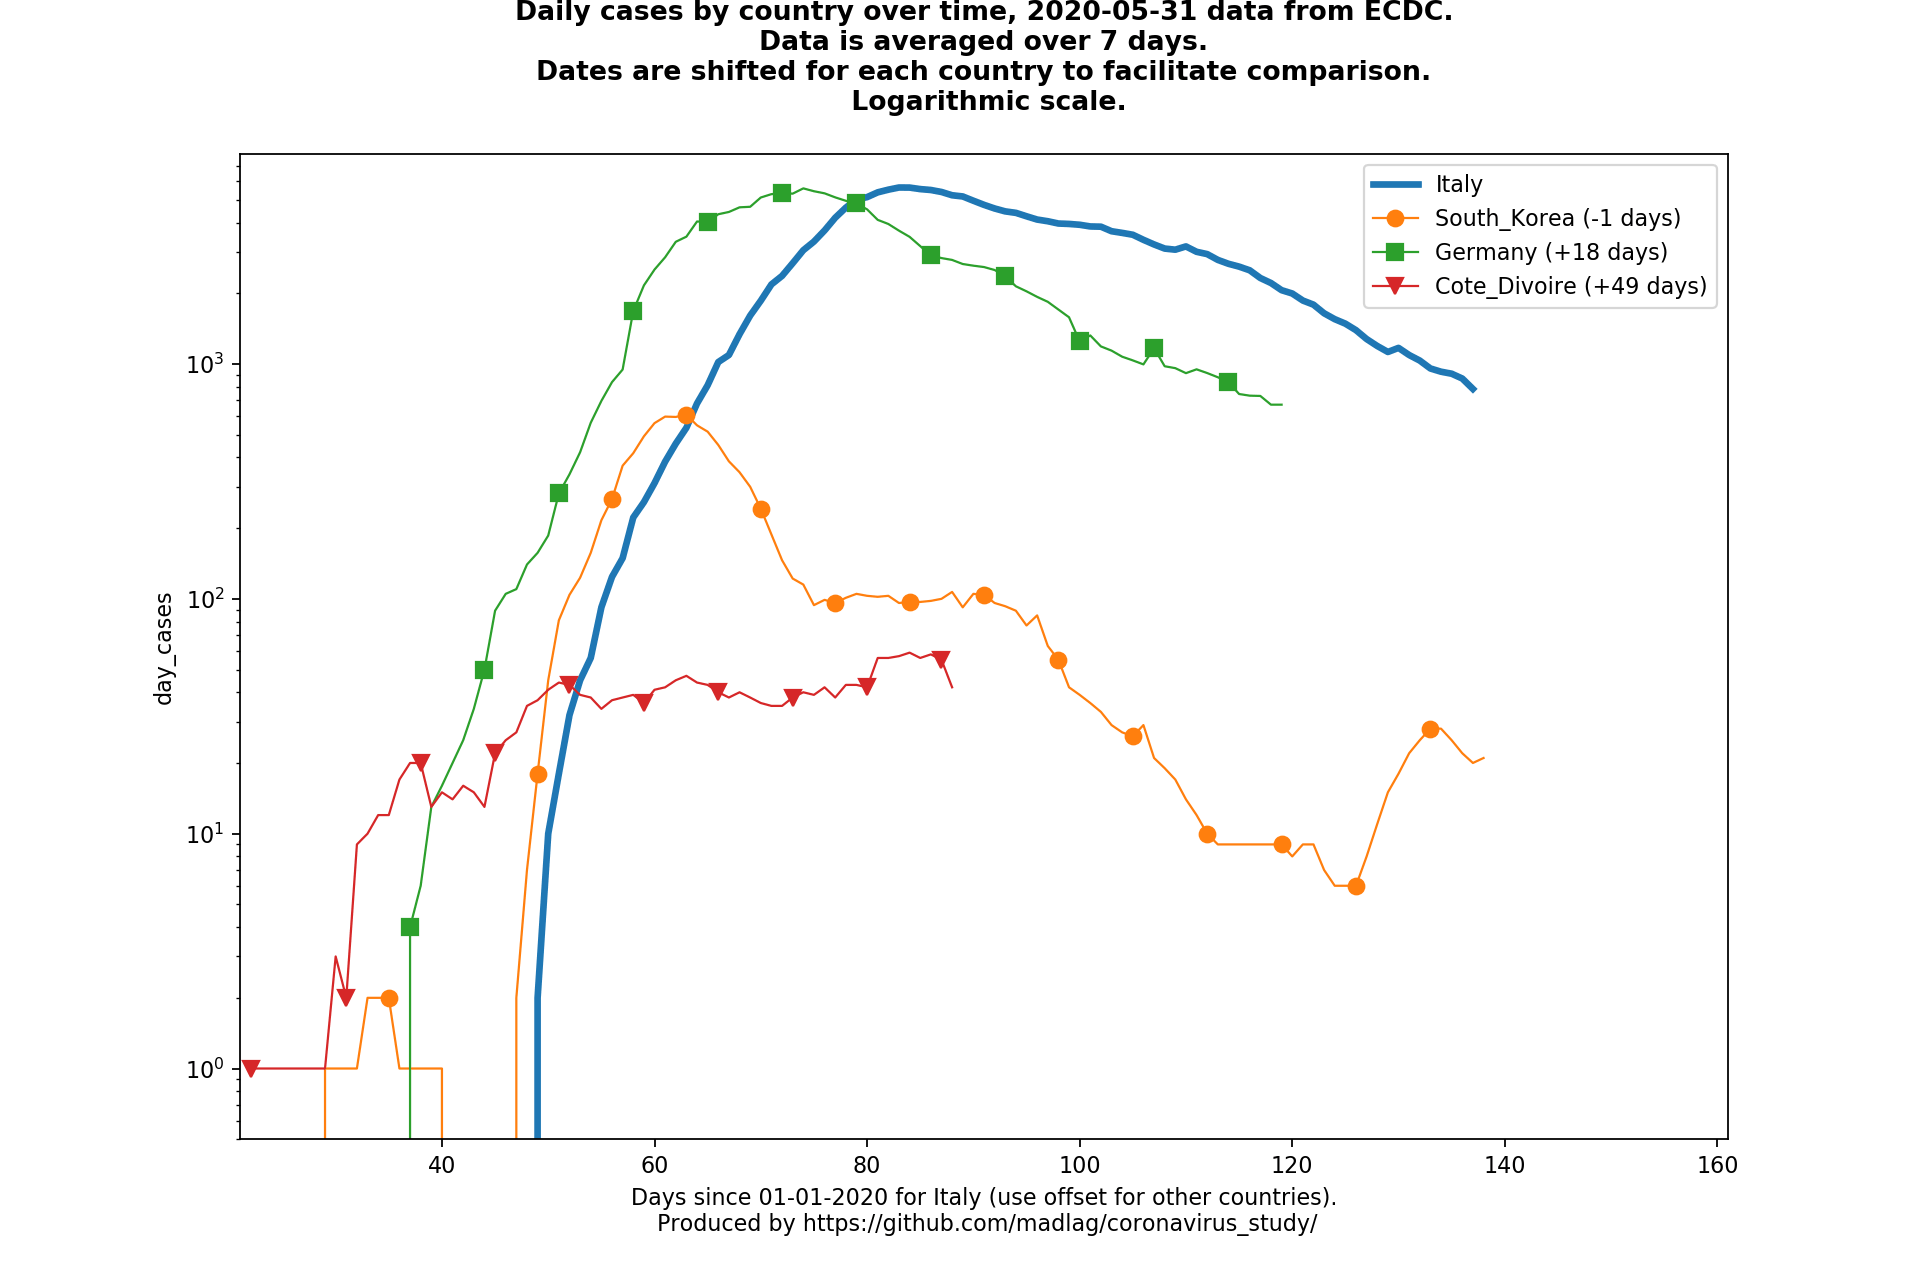 Daily cases by country over time, 2020-05-31 data from ECDC.
Data is averaged over 7 days.
Dates are shifted for each country to facilitate comparison.
Logarithmic scale.
Italy
South_Korea (-1 days)
Germany (+18 days)
Cote_Divoire (+49 days)
day_cases
10³
10²
10¹
10⁰
40 60 80 100 120 140 160
Days since 01-01-2020 for Italy (use offset for other countries).
Produced by https://github.com/madlag/coronavirus_study/